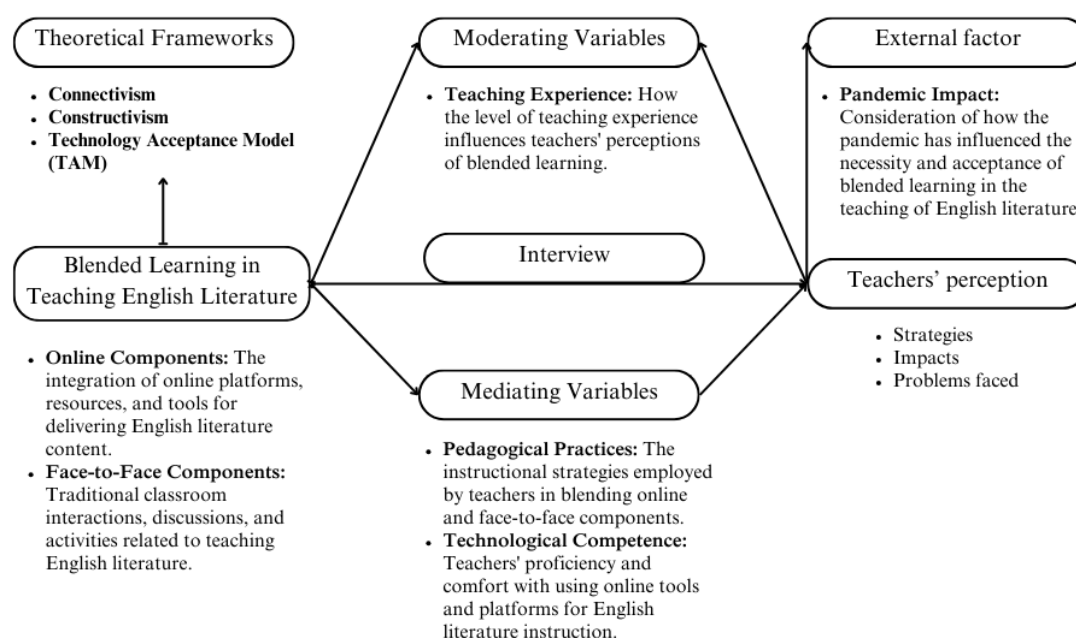 Theoretical Frameworks
• Connectivism
• Constructivism
• Technology Acceptance Model
(TAM)
Blended Learning in
Teaching English Literature
• Online Components: The
integration of online platforms,
resources, and tools for
delivering English literature
content.
• Face-to-Face Components:
Traditional classroom
interactions, discussions, and
activities related to teaching
English literature.
Moderating Variables
• Teaching Experience: How
the level of teaching experience
influences teachers' perceptions
of blended learning.
Interview
Mediating Variables
• Pedagogical Practices: The
instructional strategies employed
by teachers in blending online
and face-to-face components.
• Technological Competence:
Teachers' proficiency and
comfort with using online tools
and platforms for English
literature instruction.
External factor
• Pandemic Impact:
Consideration of how the
pandemic has influenced the
necessity and acceptance of
blended learning in the
teaching of English literature
Teachers’ perception
• Strategies
• Impacts
• Problems faced